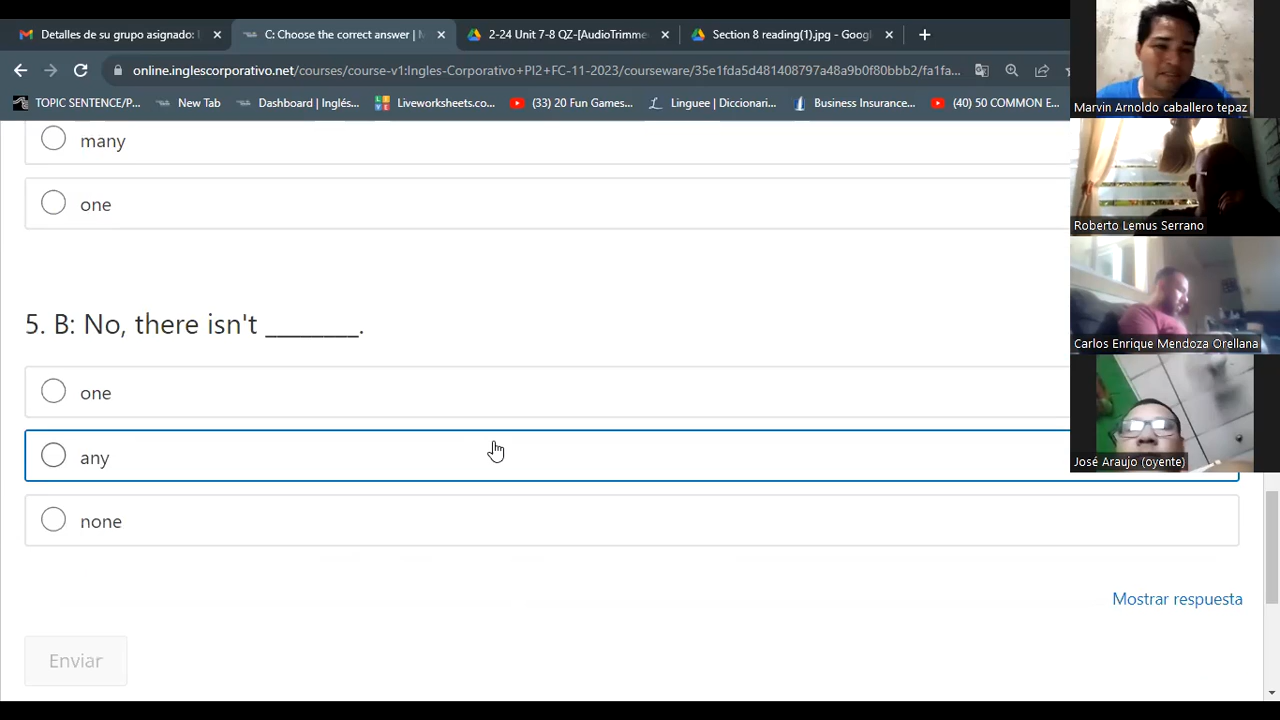 Detalles de su grupo asignado: I
C: Choose the correct answer | M
2-24 Unit 7-8 QZ-[AudioTrimme
Section 8 reading(1).jpg - Googl
online.inglescorporativo.net/courses/course-v1:Ingles-Corporativo+PI2+FC-11-2023/courseware/35e1fda5d481408797a48a9b0f80bbb2/fa1fa...
TOPIC SENTENCE/P...
New Tab
Dashboard | Inglés...
Liveworksheets.co...
(33) 20 Fun Games...
Linguee | Diccionari...
Business Insurance...
(40) 50 COMMON E...
many
one
5. B: No, there isn't ________.
one
any
none
Mostrar respuesta
Enviar
Marvin Arnoldo caballero tepaz
Roberto Lemus Serrano
Carlos Enrique Mendoza Orellana
José Araujo (oyente)